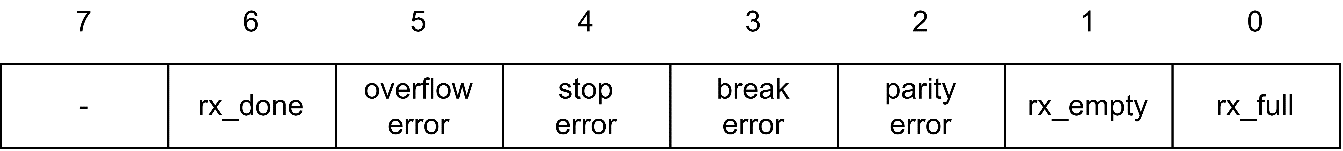 7 6 5 4 3 2 1 0
- rx_done overflow error stop error break error parity error rx_empty rx_full